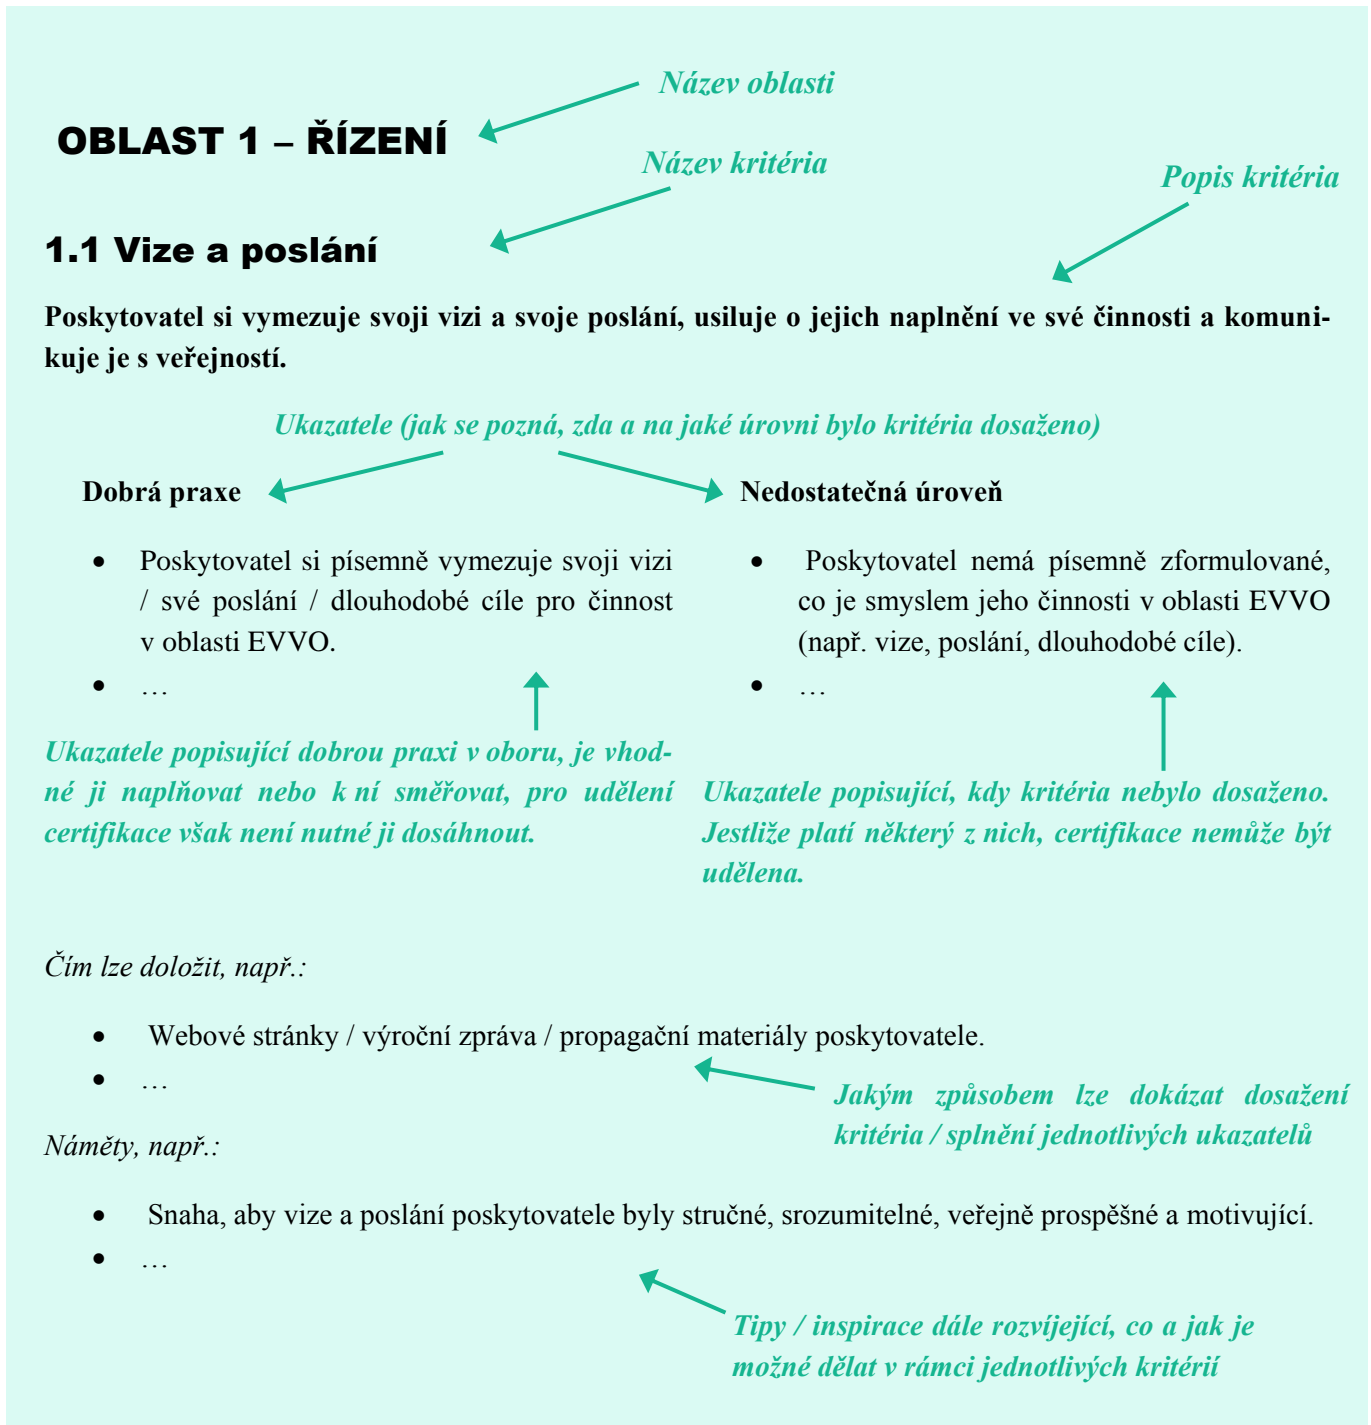 Název oblasti
OBLAST 1 – ŘÍZENÍ
Název kritéria
Popis kritéria
1.1 Vize a poslání
Poskytovatel si vymezuje svoji vizi a svoje poslání, usiluje o jejich naplnění ve své činnosti a komuni-
kuje je s veřejností.
Ukazatele (jak se pozná, zda a na jaké úrovni bylo kritéria dosaženo)
Dobrá praxe
• Poskytovatel si písemně vymezuje svoji vizi
/ své poslání / dlouhodobé cíle pro činnost
v oblasti EVVO.
• …
Ukazatele popisující dobrou praxi v oboru, je vhod-
né ji naplňovat nebo k ní směřovat, pro udělení
certifikace však není nutné ji dosáhnout.
Nedostatečná úroveň
• Poskytovatel nemá písemně zformulované,
co je smyslem jeho činnosti v oblasti EVVO
(např. vize, poslání, dlouhodobé cíle).
• …
Ukazatele popisující, kdy kritéria nebylo dosaženo.
Jestliže platí některý z nich, certifikace nemůže být
udělena.
Čím lze doložit, např.:
• Webové stránky / výroční zpráva / propagační materiály poskytovatele.
• …
Jakým způsobem lze dokázat dosažení
kritéria / splnění jednotlivých ukazatelů
Náměty, např.:
• Snaha, aby vize a poslání poskytovatele byly stručné, srozumitelné, veřejně prospěšné a motivující.
• …
Tipy / inspirace dále rozvíjející, co a jak je
možné dělat v rámci jednotlivých kritérií